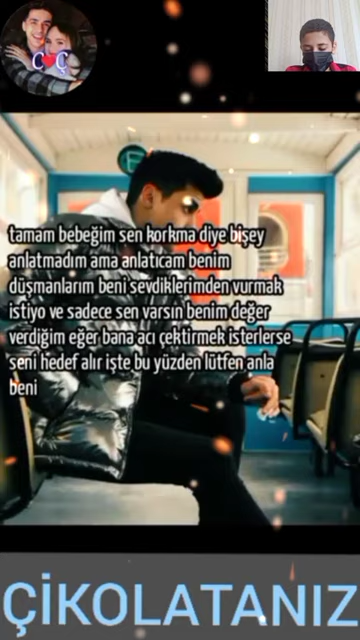 C❤Ç
tamam bebeğim sen korkma diye bişey
anlatmadım ama anlatıcam benim
düşmanlarım beni sevdiklerimden vurmak
istiyo ve sadece sen varsın benim değer
verdiğim eğer bana acı çektirmek isterlerse
seni hedef alır işte bu yüzden lütfen anla
beni
ÇİKOLATANIZ